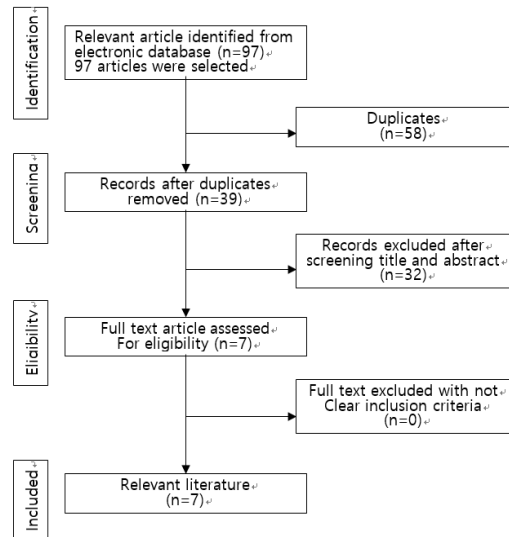 Identification
Relevant article identified from
electronic database (n=97)
97 articles were selected
Duplicates
(n=58)
Screening
Records after duplicates
removed (n=39)
Records excluded after
screening title and abstract
(n=32)
Eligibility
Full text article assessed
For eligibility (n=7)
Full text excluded with not
Clear inclusion criteria
(n=0)
Included
Relevant literature
(n=7)